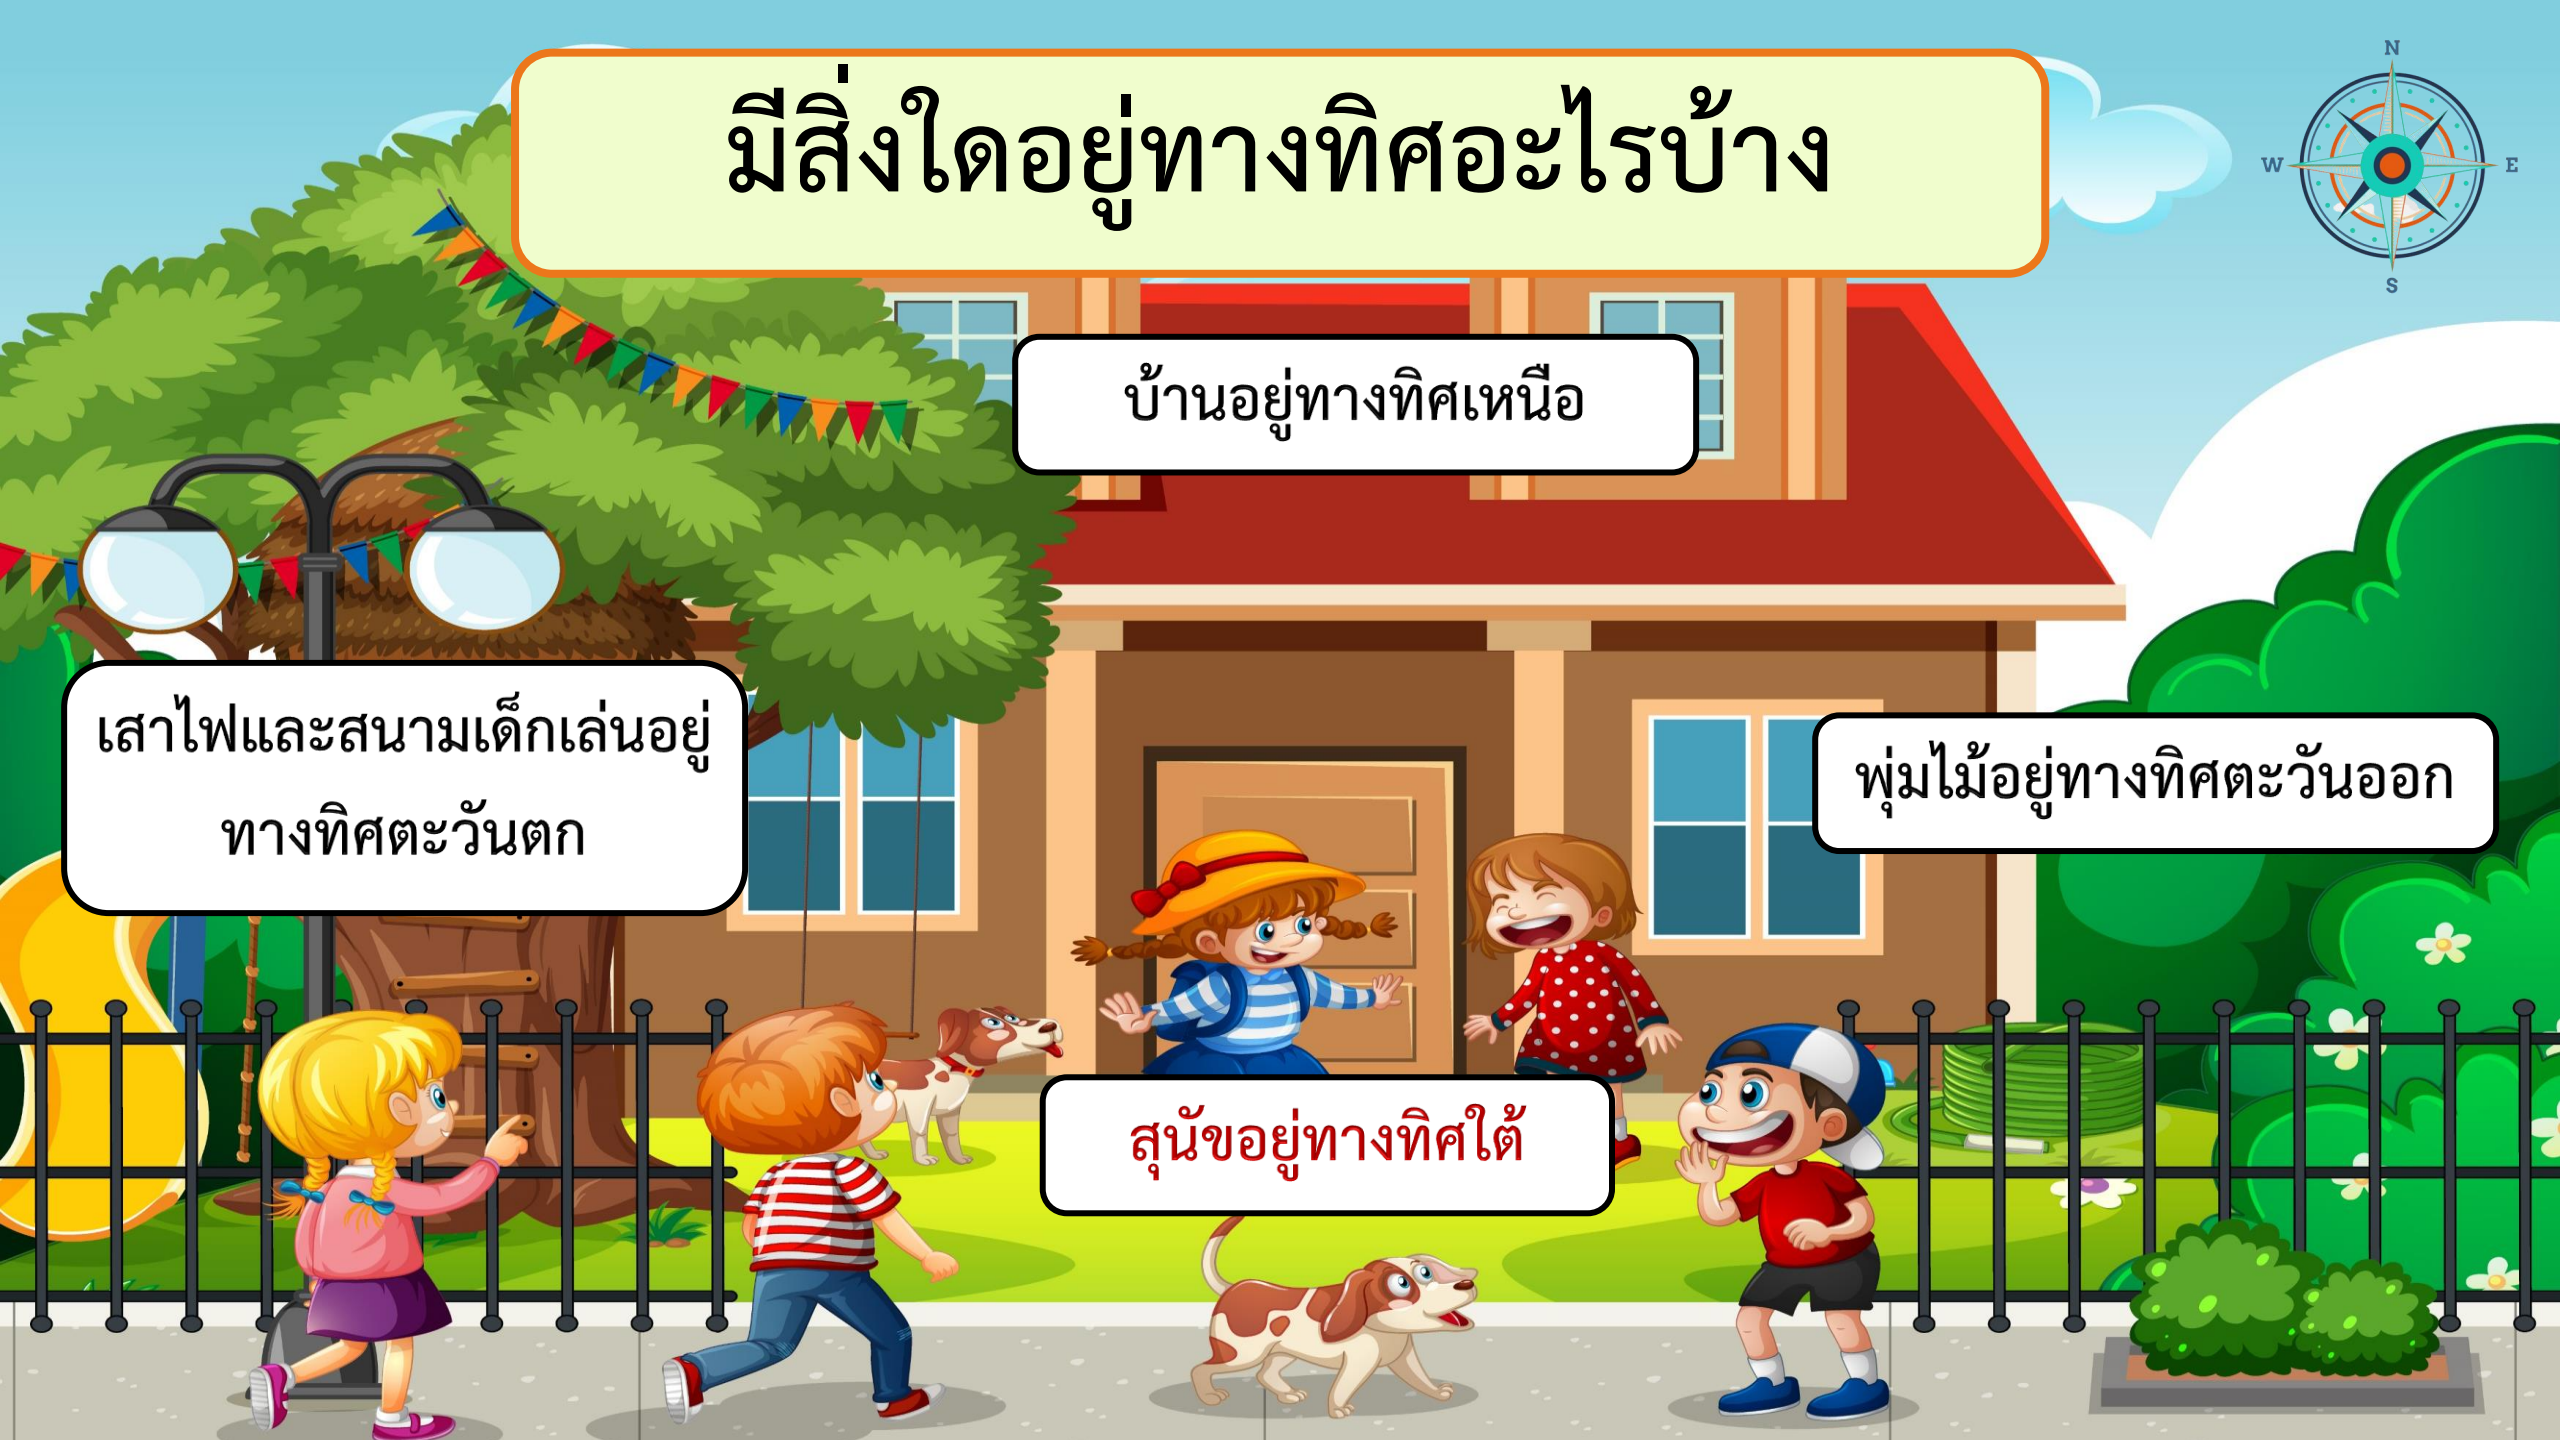 มีสิ่งใดอยู่ทางทิศอะไรบ้าง
N
W
E
S
บ้านอยู่ทางทิศเหนือ
เสาไฟและสนามเด็กเล่นอยู่
ทางทิศตะวันตก
พุ่มไม้อยู่ทางทิศตะวันออก
สุนัขอยู่ทางทิศใต้